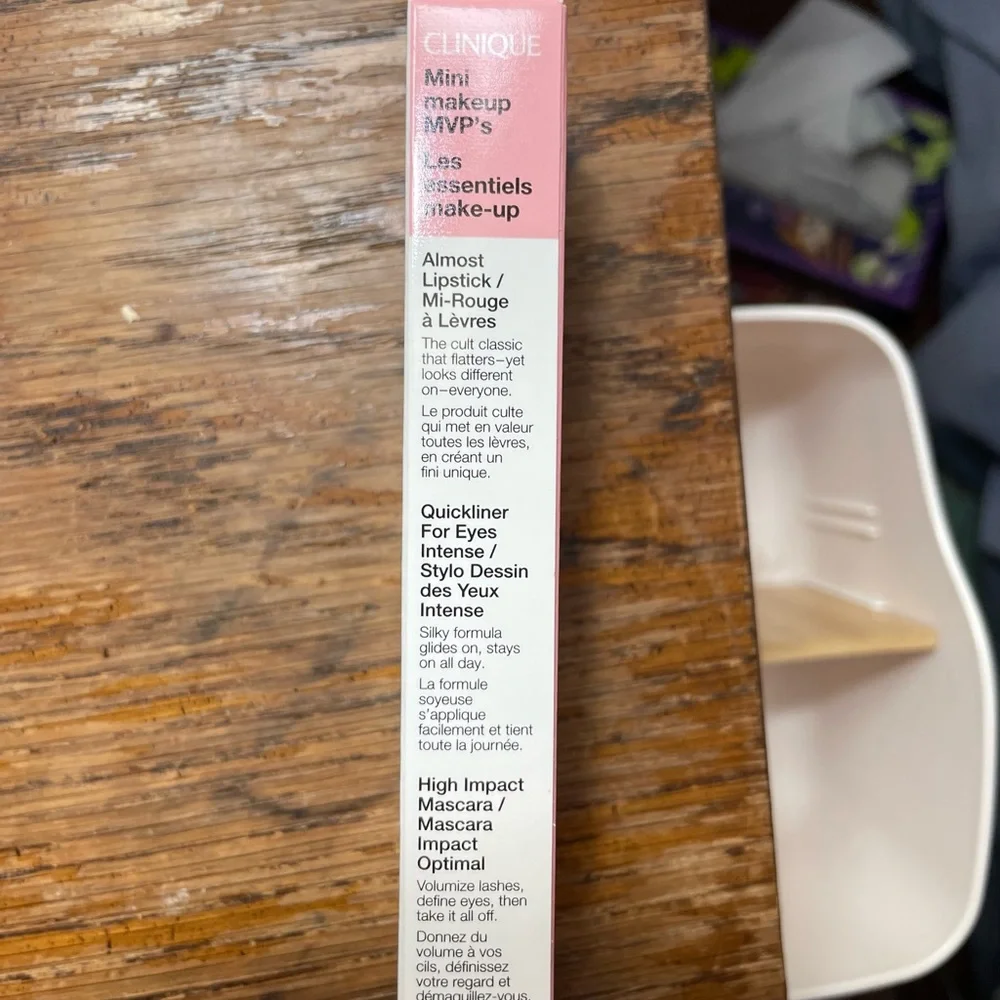 CLINIQUE
Mini
makeup
MVP's
Les
essentiels
make-up
Almost
Lipstick /
Mi-Rouge
à Lèvres
The cult classic
that flatters–yet
looks different
on–everyone.
Le produit culte
qui met en valeur
toutes les lèvres,
en créant un
fini unique.
Quickliner
For Eyes
Intense /
Stylo Dessin
des Yeux
Intense
Silky formula
glides on, stays
on all day.
La formule
soyeuse
s'applique
facilement et tient
toute la journée.
High Impact
Mascara /
Mascara
Impact
Optimal
Volumize lashes,
define eyes, then
take it all off.
Donnez du
volume à vos
cils, définissez
votre regard et
démaquillez-vous.